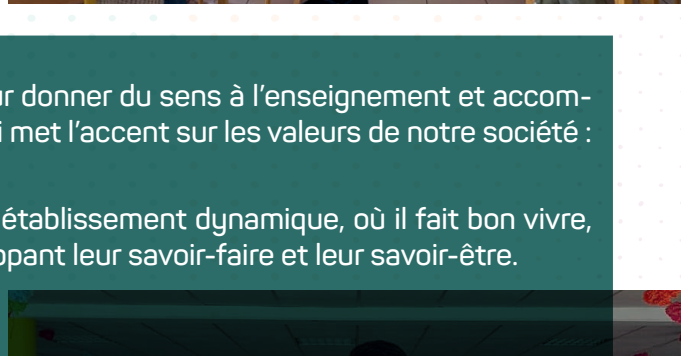 donner du sens à l'enseignement et accom-
met l'accent sur les valeurs de notre société :
établissement dynamique, où il fait bon vivre,
leur savoir-faire et leur savoir-être.